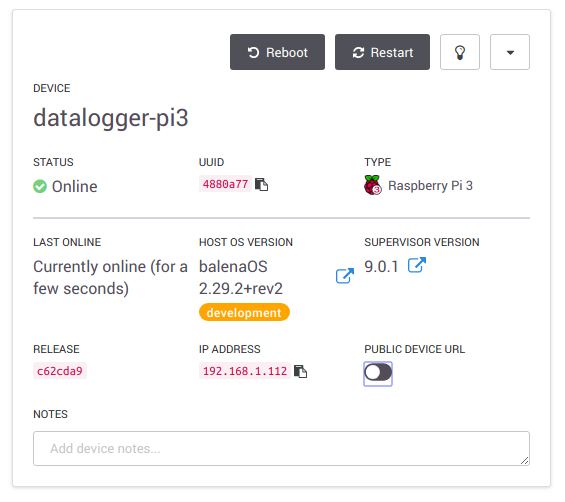 Reboot
Restart
DEVICE
datalogger-pi3
STATUS
UUID
TYPE
Online
4880a77
Raspberry Pi 3
LAST ONLINE
HOST OS VERSION
SUPERVISOR VERSION
Currently online (for a
few seconds)
balenaOS
2.29.2+rev2
development
9.0.1
RELEASE
IP ADDRESS
PUBLIC DEVICE URL
c62cda9
192.168.1.112
NOTES
Add device notes...